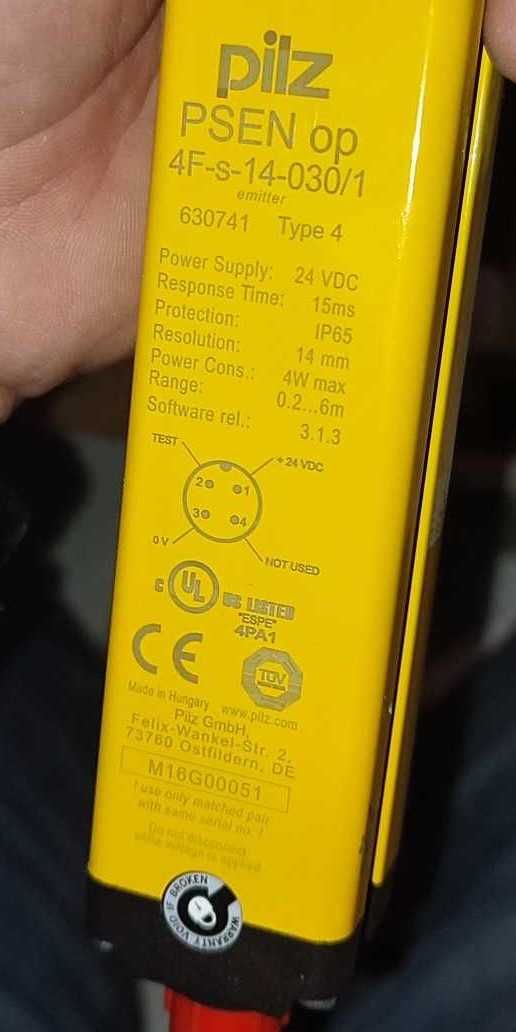 pilz
PSEN op
4F-s-14-030/1
emitter
630741 Type 4
Power Supply: 24 VDC
Response Time: 15ms
Protection: IP65
Resolution: 14 mm
Power Cons.: 4W max
Range: 0.2...6m
Software rel.: 3.1.3
TEST +24 VDC
2 1
3 4
0 V NOT USED
C UL US LISTED
"ESPE"
4PA1
CE TÜV
Made in Hungary www.pilz.com
Pilz GmbH,
Felix-Wankel-Str. 2,
73760 Ostfildern, DE
M16G00051
! use only matched pair
with same serial no. !
Do not disconnect
while voltage is applied
WARRANTY VOID IF BROKEN